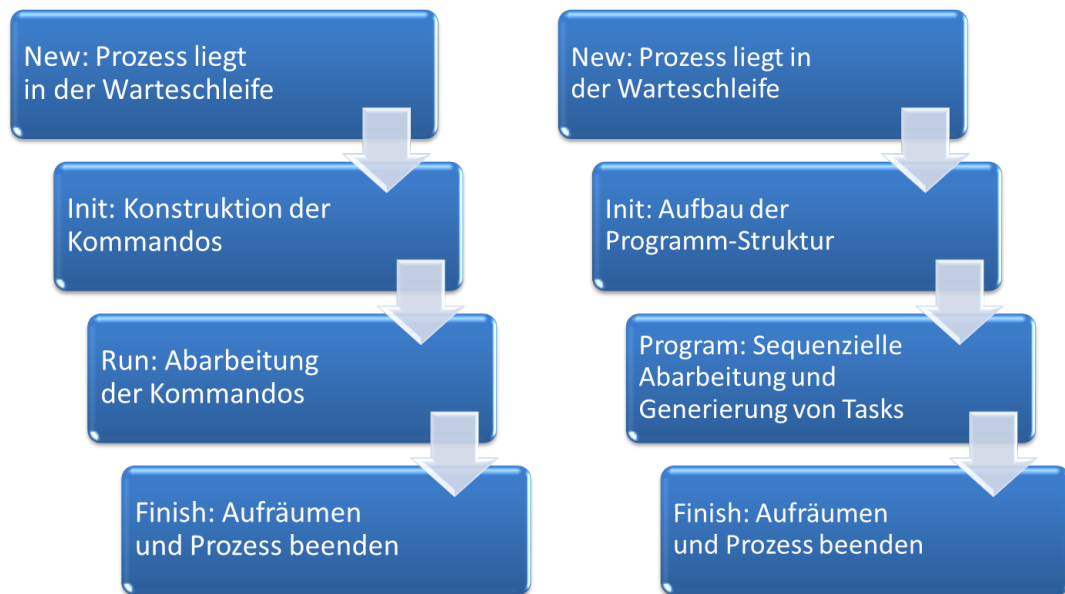 New: Prozess liegt
in der Warteschleife
Init: Konstruktion der
Kommandos
Run: Abarbeitung
der Kommandos
Finish: Aufräumen
und Prozess beenden
New: Prozess liegt in
der Warteschleife
Init: Aufbau der
Programm-Struktur
Program: Sequenzielle
Abarbeitung und
Generierung von Tasks
Finish: Aufräumen
und Prozess beenden